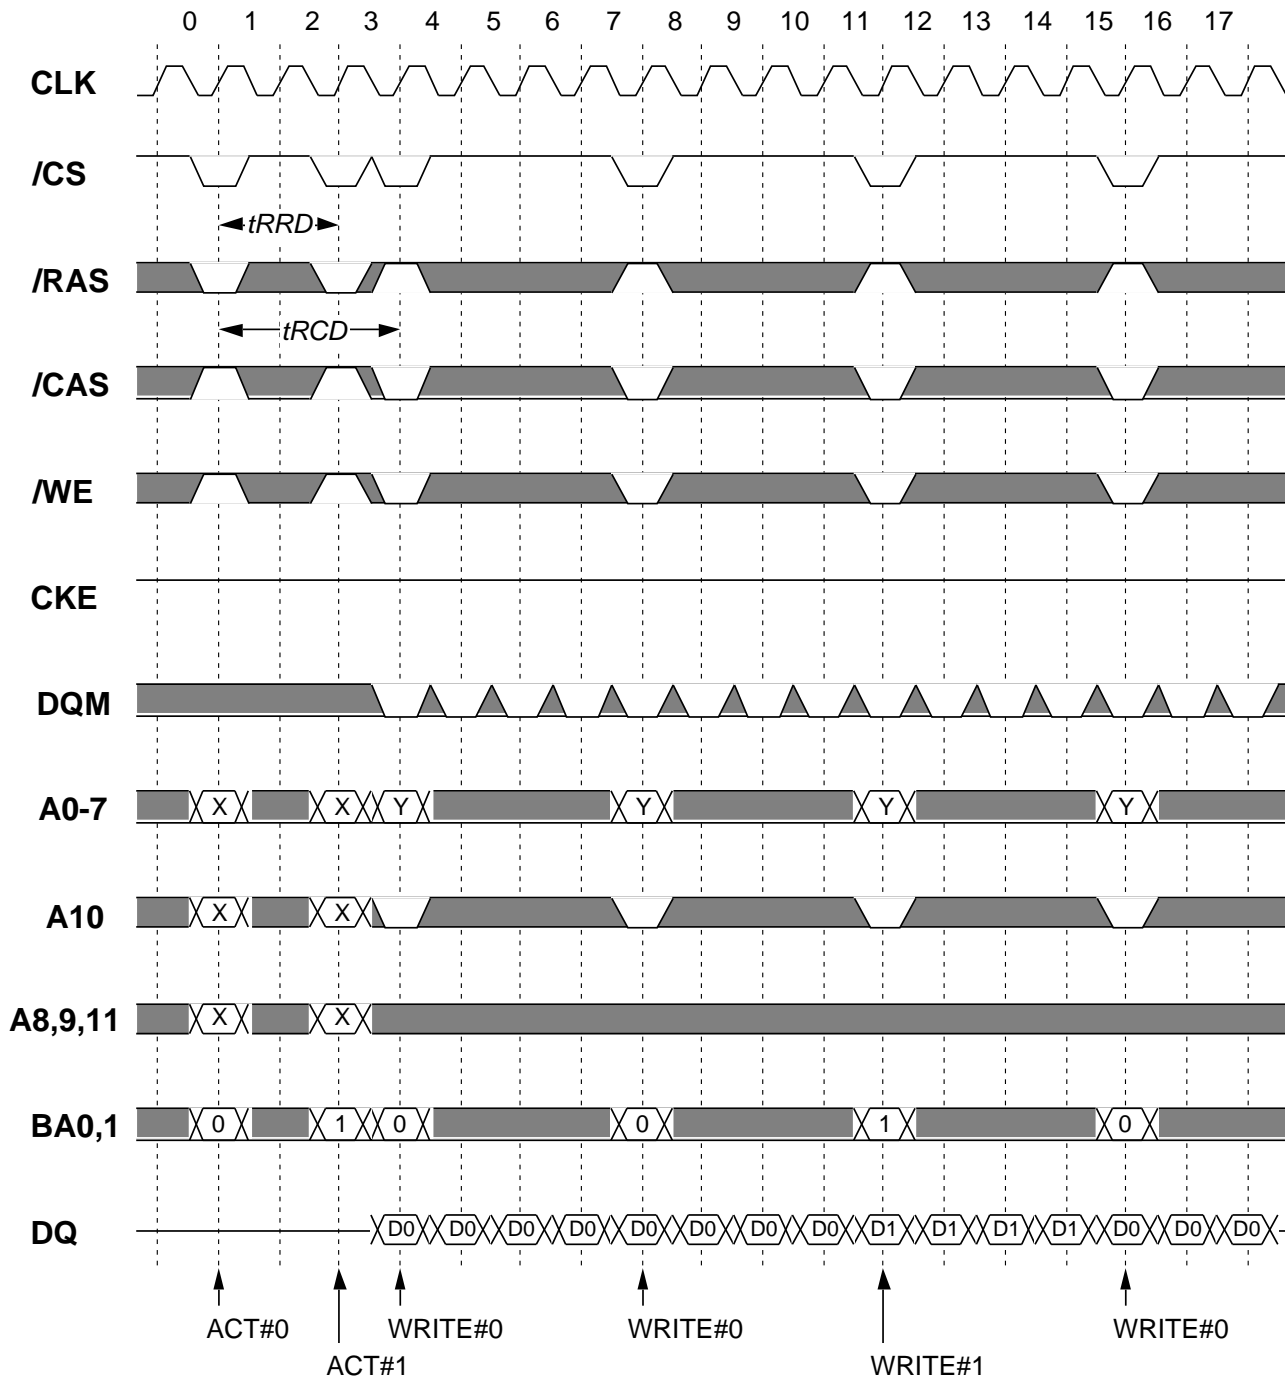 0 1 2 3 4 5 6 7 8 9 10 11 12 13 14 15 16 17
CLK
/CS
tRRD
/RAS
tRCD
/CAS
/WE
CKE
DQM
A0-7 X X Y Y Y Y
A10 X X
A8,9,11 X X
BA0,1 0 1 0 0 1 0
DQ D0 D0 D0 D0 D0 D0 D0 D0 D1 D1 D1 D1 D0 D0 D0
ACT#0 WRITE#0 WRITE#0 WRITE#0
ACT#1 WRITE#1